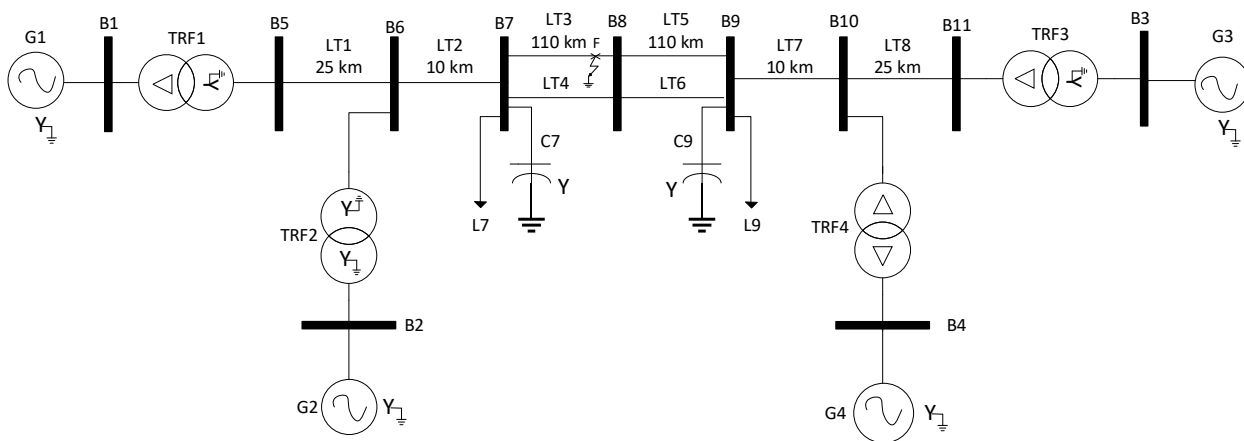 G1
B1
TRF1
B5
LT1
25 km
B6
LT2
10 km
B7
LT3
110 km
F
LT4
B8
LT5
110 km
LT6
B9
LT7
10 km
B10
LT8
25 km
B11
TRF3
B3
G3
Y
Y
Y
Y
C7
Y
L7
C9
Y
L9
TRF2
Y
Y
TRF4
B2
B4
G2
Y
G4
Y